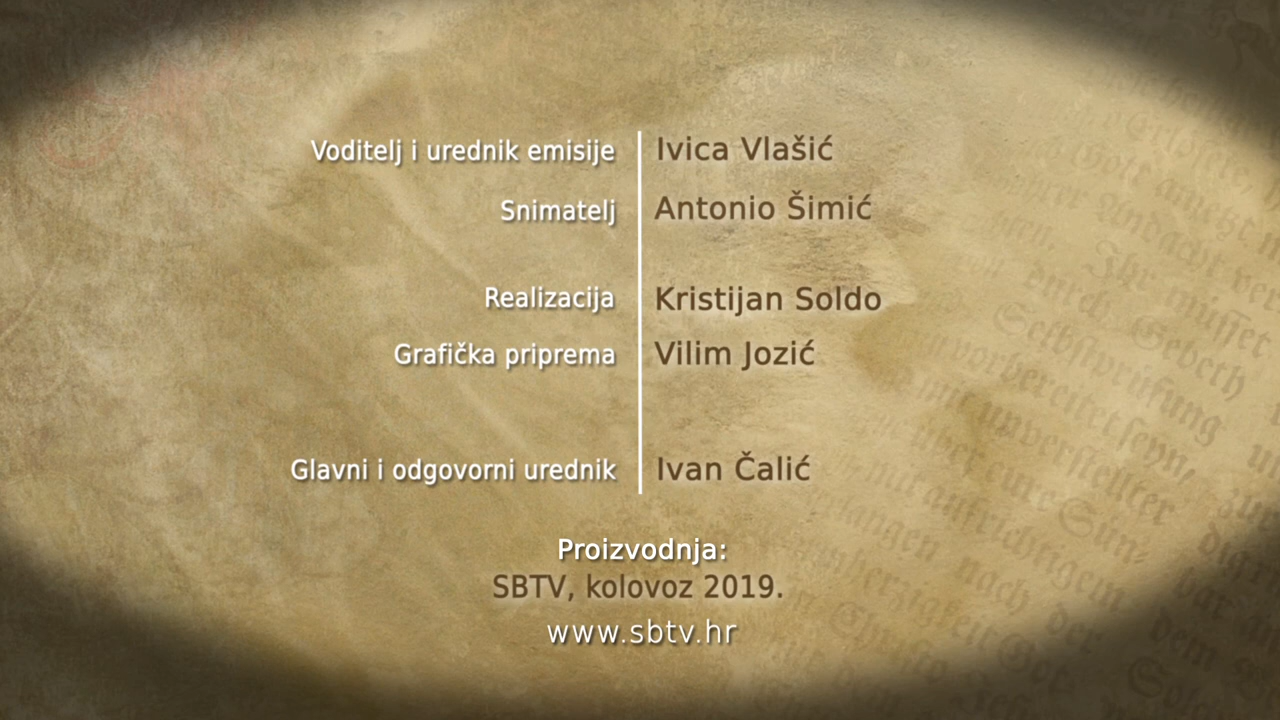 Voditelj i urednik emisije Ivica Vlašić
Snimatelj Antonio Šimić
Realizacija Kristijan Soldo
Grafička priprema Vilim Jozić
Glavni i odgovorni urednik Ivan Čalić
Proizvodnja:
SBTV, kolovoz 2019.
www.sbtv.hr